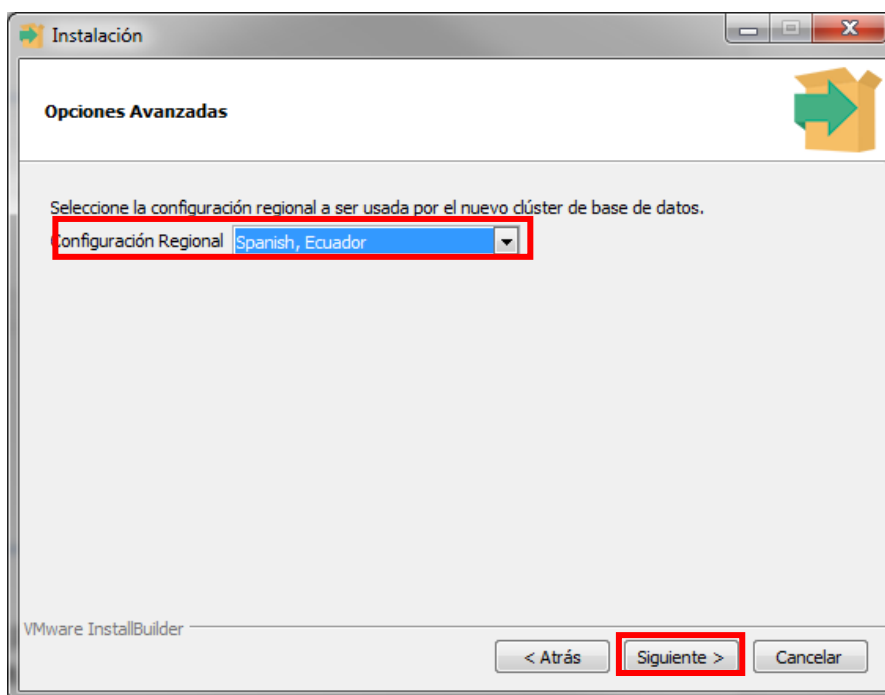 Instalación
Opciones Avanzadas
Seleccione la configuración regional a ser usada por el nuevo clúster de base de datos.
Configuración Regional Spanish, Ecuador
VMware InstallBuilder
< Atrás Siguiente > Cancelar